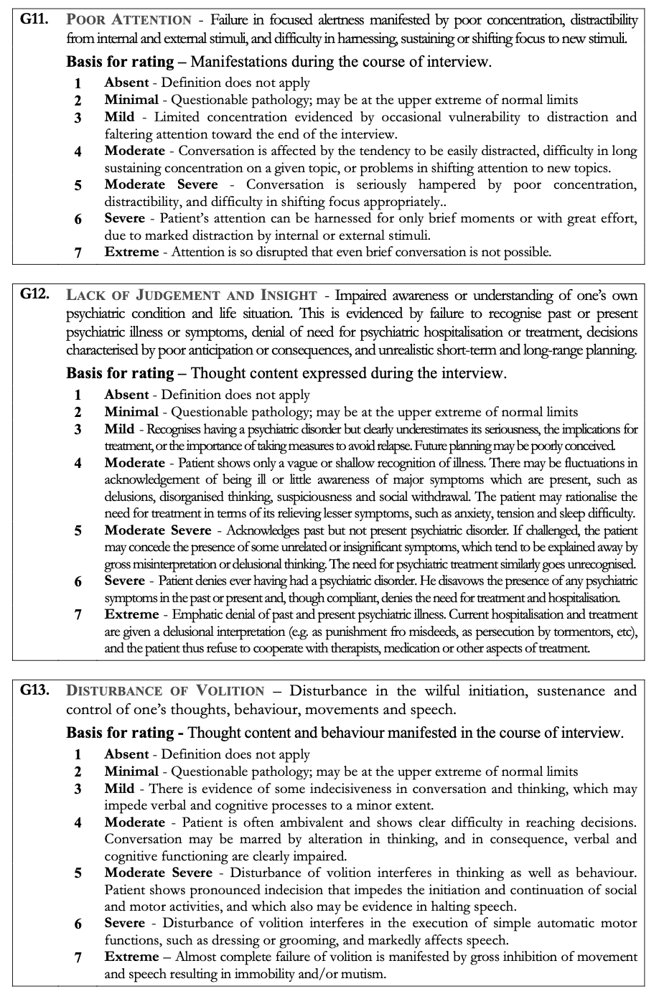 G11. POOR ATTENTION - Failure in focused alertness manifested by poor concentration, distractibility
from internal and external stimuli, and difficulty in harnessing, sustaining or shifting focus to new stimuli.
Basis for rating – Manifestations during the course of interview.
1 Absent - Definition does not apply
2 Minimal - Questionable pathology; may be at the upper extreme of normal limits
3 Mild - Limited concentration evidenced by occasional vulnerability to distraction and
faltering attention toward the end of the interview.
4 Moderate - Conversation is affected by the tendency to be easily distracted, difficulty in long
sustaining concentration on a given topic, or problems in shifting attention to new topics.
5 Moderate Severe - Conversation is seriously hampered by poor concentration,
distractibility, and difficulty in shifting focus appropriately..
6 Severe - Patient's attention can be harnessed for only brief moments or with great effort,
due to marked distraction by internal or external stimuli.
7 Extreme - Attention is so disrupted that even brief conversation is not possible.
G12. LACK OF JUDGEMENT AND INSIGHT - Impaired awareness or understanding of one's own
psychiatric condition and life situation. This is evidenced by failure to recognise past or present
psychiatric illness or symptoms, denial of need for psychiatric hospitalisation or treatment, decisions
characterised by poor anticipation or consequences, and unrealistic short-term and long-range planning.
Basis for rating – Thought content expressed during the interview.
1 Absent - Definition does not apply
2 Minimal - Questionable pathology; may be at the upper extreme of normal limits
3 Mild - Recognises having a psychiatric disorder but clearly underestimates its seriousness, the implications for
treatment, or the importance of taking measures to avoid relapse. Future planning may be poorly conceived.
4 Moderate - Patient shows only a vague or shallow recognition of illness. There may be fluctuations in
acknowledgement of being ill or little awareness of major symptoms which are present, such as
delusions, disorganised thinking, suspiciousness and social withdrawal. The patient may rationalise the
need for treatment in terms of its relieving lesser symptoms, such as anxiety, tension and sleep difficulty.
5 Moderate Severe - Acknowledges past but not present psychiatric disorder. If challenged, the patient
may concede the presence of some unrelated or insignificant symptoms, which tend to be explained away by
gross misinterpretation or delusional thinking. The need for psychiatric treatment similarly goes unrecognised.
6 Severe - Patient denies ever having had a psychiatric disorder. He disavows the presence of any psychiatric
symptoms in the past or present and, though compliant, denies the need for treatment and hospitalisation.
7 Extreme - Emphatic denial of past and present psychiatric illness. Current hospitalisation and treatment
are given a delusional interpretation (e.g. as punishment fro misdeeds, as persecution by tormentors, etc),
and the patient thus refuse to cooperate with therapists, medication or other aspects of treatment.
G13. DISTURBANCE OF VOLITION – Disturbance in the wilful initiation, sustenance and
control of one's thoughts, behaviour, movements and speech.
Basis for rating - Thought content and behaviour manifested in the course of interview.
1 Absent - Definition does not apply
2 Minimal - Questionable pathology; may be at the upper extreme of normal limits
3 Mild - There is evidence of some indecisiveness in conversation and thinking, which may
impede verbal and cognitive processes to a minor extent.
4 Moderate - Patient is often ambivalent and shows clear difficulty in reaching decisions.
Conversation may be marred by alteration in thinking, and in consequence, verbal and
cognitive functioning are clearly impaired.
5 Moderate Severe - Disturbance of volition interferes in thinking as well as behaviour.
Patient shows pronounced indecision that impedes the initiation and continuation of social
and motor activities, and which also may be evidence in halting speech.
6 Severe - Disturbance of volition interferes in the execution of simple automatic motor
functions, such as dressing or grooming, and markedly affects speech.
7 Extreme – Almost complete failure of volition is manifested by gross inhibition of movement
and speech resulting in immobility and/or mutism.